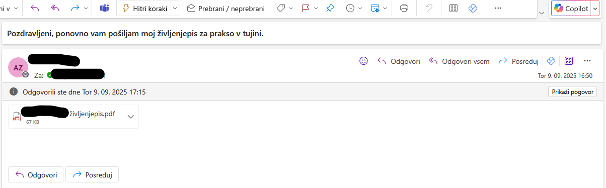 Hitri koraki
Prebrani / neprebrani
Copilot
Pozdravljeni, ponovno vam pošiljam moj življenjepis za prakso v tujini.
AZ
Za:
Odgovori
Odgovori vsem
Posreduj
Tor 9. 09. 2025 16:50
Odgovorili ste dne Tor 9. 09. 2025 17:15
Prikaži pogovor
življenjepis.pdf
67 KB
Odgovori
Posreduj